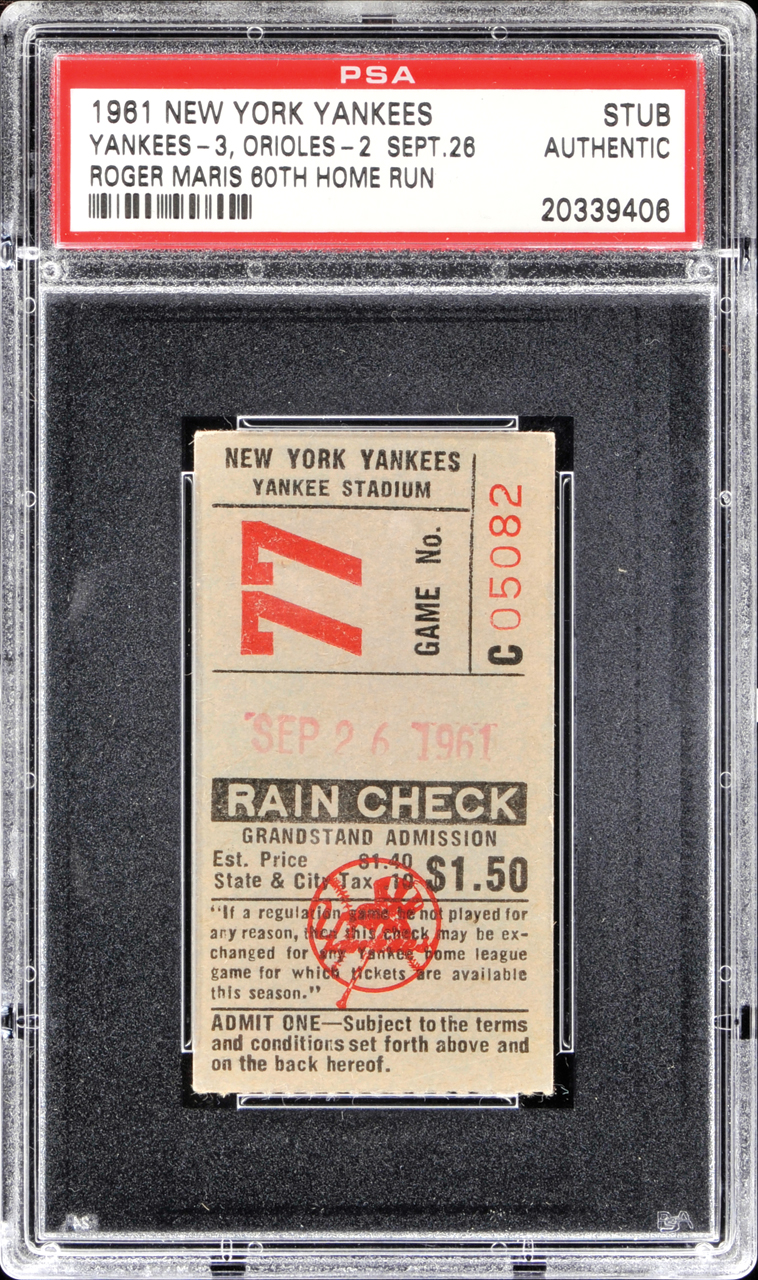 PSA
1961 NEW YORK YANKEES STUB
YANKEES-3, ORIOLES-2 SEPT.26 AUTHENTIC
ROGER MARIS 60TH HOME RUN
20339406
NEW YORK YANKEES
YANKEE STADIUM
77
GAME No.
C 05082
SEP 26 1961
RAIN CHECK
GRANDSTAND ADMISSION
Est. Price $1.40
State & City Tax .10 $1.50
"If a regulation game be not played for
any reason, then this check may be ex-
changed for any Yankee home league
game for which tickets are available
this season."
ADMIT ONE—Subject to the terms
and conditions set forth above and
on the back hereof.
PSA